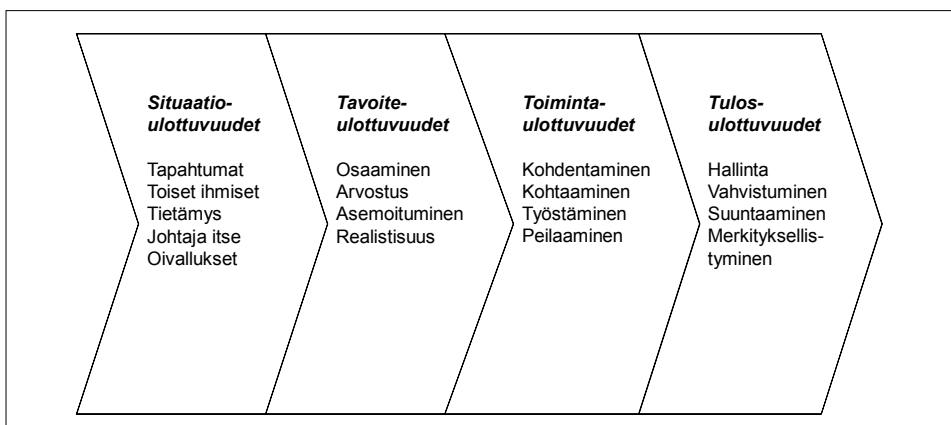 Situaatio-
ulottuvuudet
Tapahtumat
Toiset ihmiset
Tietämys
Johtaja itse
Oivallukset
Tavoite-
ulottuvuudet
Osaaminen
Arvostus
Asemoituminen
Realistisuus
Toiminta-
ulottuvuudet
Kohdentaminen
Kohtaaminen
Työstäminen
Peilaaminen
Tulos-
ulottuvuudet
Hallinta
Vahvistuminen
Suuntaaminen
Merkityksellis-
tyminen